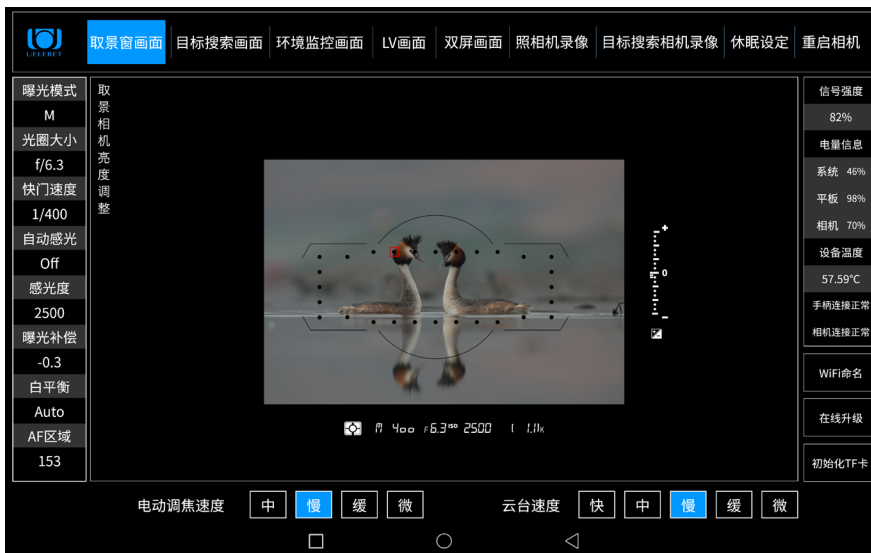 UELEBET
取景窗画面 目标搜索画面 环境监控画面 LV画面 双屏画面 照相机录像 目标搜索相机录像 休眠设定 重启相机
曝光模式
M
光圈大小
f/6.3
快门速度
1/400
自动感光
Off
感光度
2500
曝光补偿
-0.3
白平衡
Auto
AF区域
153
取景相机亮度调整
+
0
−
M 400 F6.3 ISO 2500 [ 1.1]K
信号强度
82%
电量信息
系统 46%
平板 98%
相机 70%
设备温度
57.59℃
手柄连接正常
相机连接正常
WiFi命名
在线升级
初始化TF卡
电动调焦速度 中 慢 缓 微 云台速度 快 中 慢 缓 微